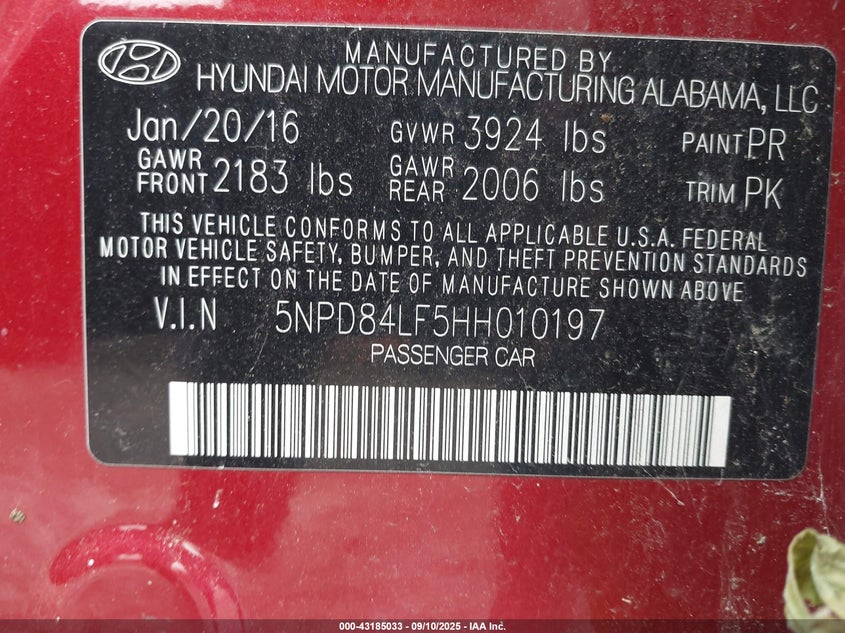 MANUFACTURED BY
HYUNDAI MOTOR MANUFACTURING ALABAMA, LLC
Jan/20/16 GVWR 3924 lbs PAINT PR
GAWR FRONT 2183 lbs GAWR REAR 2006 lbs TRIM PK
THIS VEHICLE CONFORMS TO ALL APPLICABLE U.S.A. FEDERAL
MOTOR VEHICLE SAFETY, BUMPER, AND THEFT PREVENTION STANDARDS
IN EFFECT ON THE DATE OF MANUFACTURE SHOWN ABOVE
V.I.N 5NPD84LF5HH010197
PASSENGER CAR
000-43185033 - 09/10/2025 - IAA Inc.